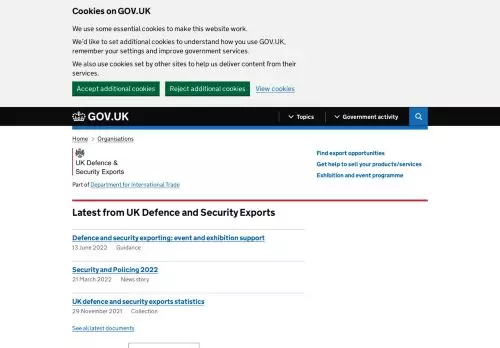 Cookies on GOV.UK
We use some essential cookies to make this website work.
We'd like to set additional cookies to understand how you use GOV.UK,
remember your settings and improve government services.
We also use cookies set by other sites to help us deliver content from their
services.
Accept additional cookies Reject additional cookies View cookies
GOV.UK Topics Government activity
Home Organisations
UK Defence &
Security Exports
Part of Department for International Trade
Find export opportunities
Get help to sell your products/services
Exhibition and event programme
Latest from UK Defence and Security Exports
Defence and security exporting: event and exhibition support
13 June 2022 Guidance
Security and Policing 2022
21 March 2022 News story
UK defence and security exports statistics
29 November 2021 Collection
See all latest documents